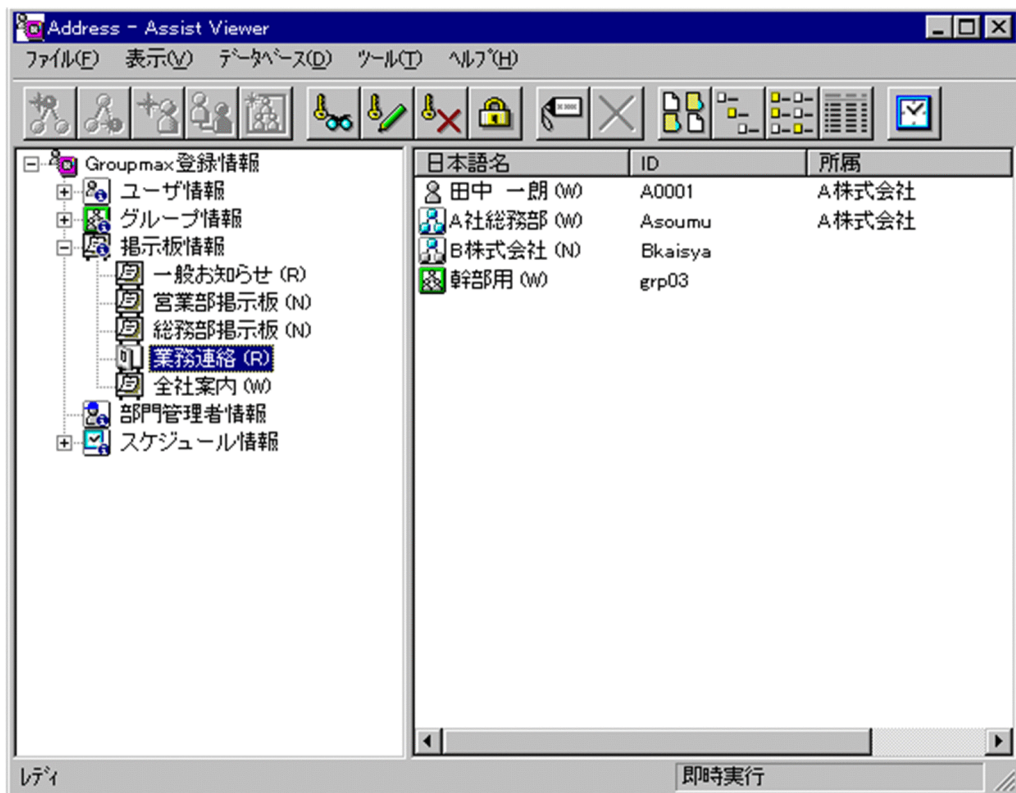 Address - Assist Viewer
ファイル(F) 表示(V) データベース(D) ツール(T) ヘルプ(H)
Groupmax登録情報
ユーザ情報
グループ情報
掲示板情報
一般お知らせ (R)
営業部掲示板 (N)
総務部掲示板 (N)
業務連絡 (R)
全社案内 (W)
部門管理者情報
スケジュール情報
日本語名 ID 所属
田中 一朗 (W) A0001 A株式会社
A社総務部 (W) Asoumu A株式会社
B株式会社 (N) Bkaisya
幹部用 (W) grp03
レディ 即時実行